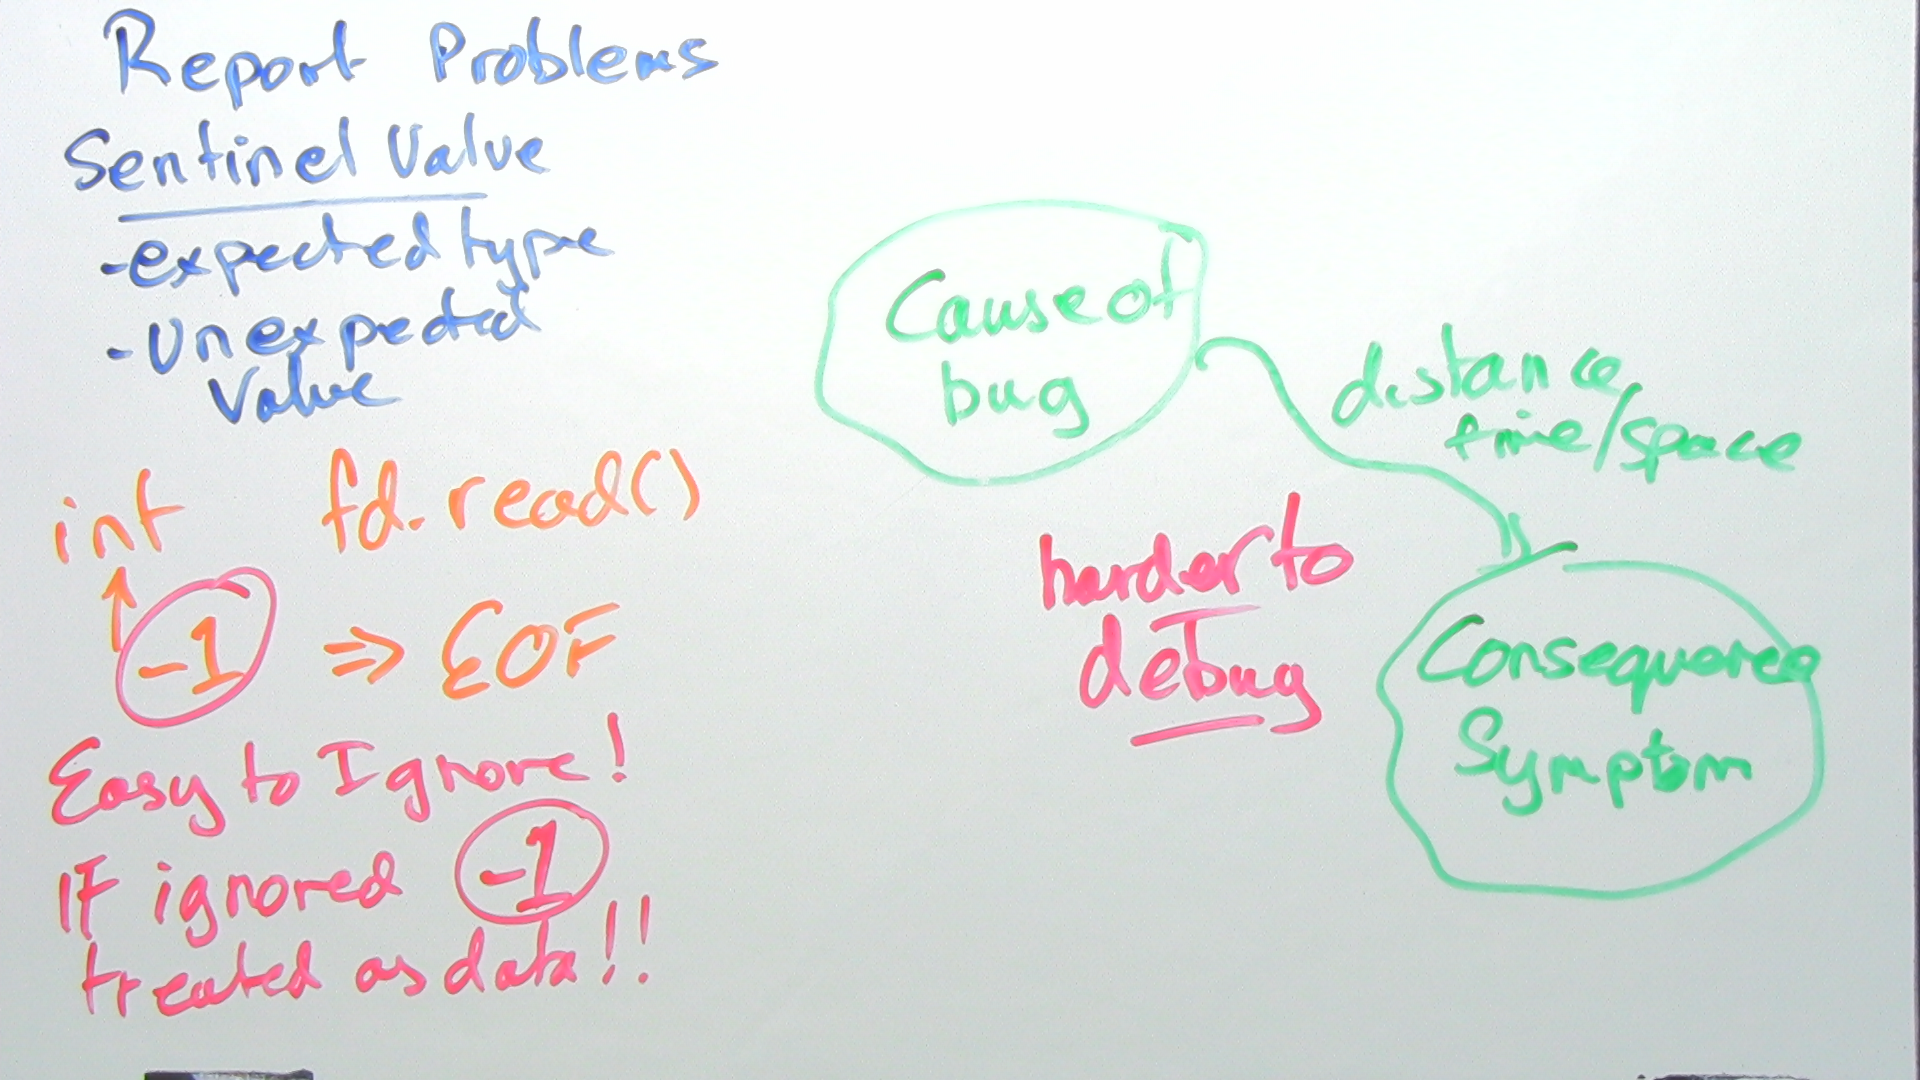 Report Problems
Sentinel Value
- expected type
- Unexpected
Value
int fd.read()
-1 => EOF
Easy to Ignore!
IF ignored -1
treated as data!!
Cause of
bug
distance
time/space
harder to
debug
Consequence
Symptom